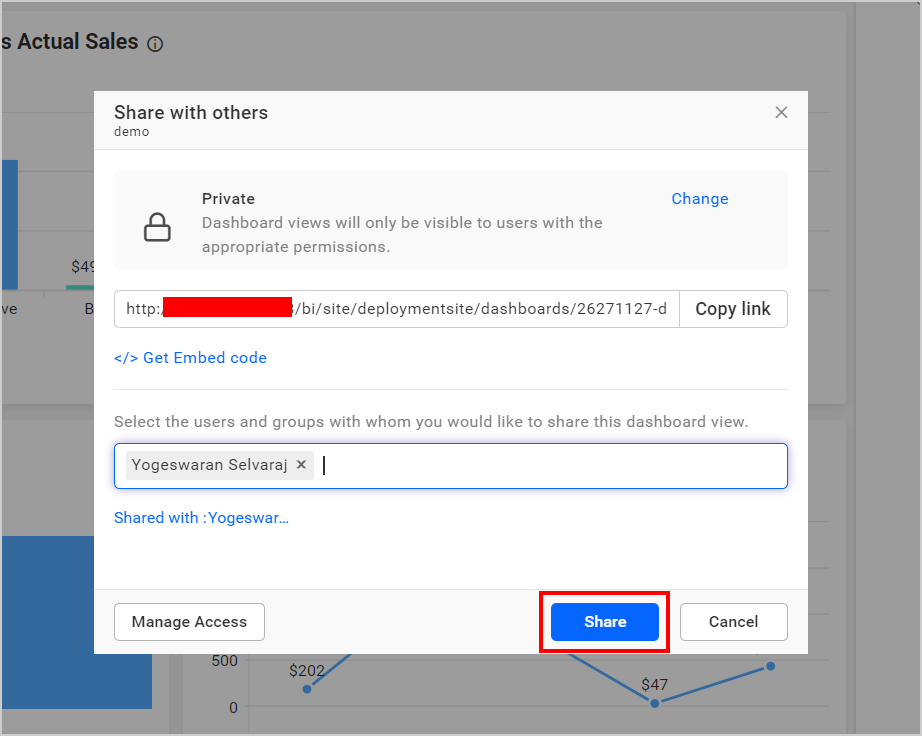 s Actual Sales
Share with others
demo
Private
Change
Dashboard views will only be visible to users with the
appropriate permissions.
$49
ve
B
http:/ /bi/site/deploymentsite/dashboards/26271127-d
Copy link
</> Get Embed code
Select the users and groups with whom you would like to share this dashboard view.
Yogeswaran Selvaraj ×
Shared with :Yogeswar...
Manage Access
Share
Cancel
500
$202
$47
0